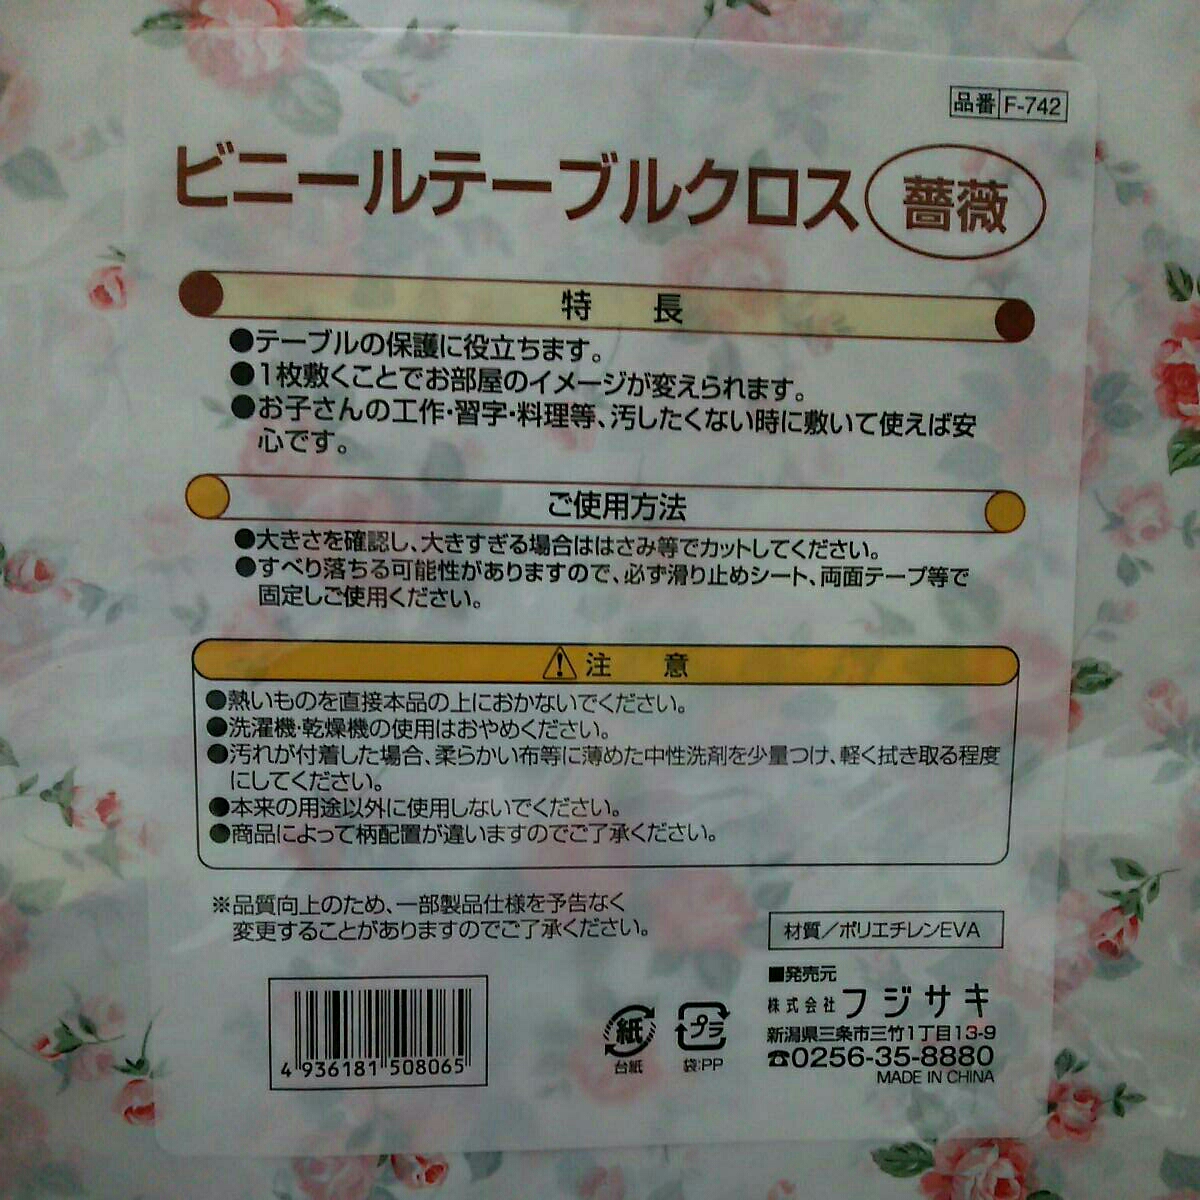 品番 F-742
ビニールテーブルクロス 薔薇
特 長
●テーブルの保護に役立ちます。
●1枚敷くことでお部屋のイメージが変えられます。
●お子さんの工作・習字・料理等、汚したくない時に敷いて使えば安
心です。
ご使用方法
●大きさを確認し、大きすぎる場合ははさみ等でカットしてください。
●すべり落ちる可能性がありますので、必ず滑り止めシート、両面テープ等で
固定しご使用ください。
注 意
●熱いものを直接本品の上におかないでください。
●洗濯機・乾燥機の使用はおやめください。
●汚れが付着した場合、柔らかい布等に薄めた中性洗剤を少量つけ、軽く拭き取る程度
にしてください。
●本来の用途以外に使用しないでください。
●商品によって柄配置が違いますのでご了承ください。
※品質向上のため、一部製品仕様を予告なく
変更することがありますのでご了承ください。
材質/ポリエチレンEVA
■発売元
株式会社 フジサキ
新潟県三条市三竹1丁目13-9
☎0256-35-8880
MADE IN CHINA
紙
台紙
プラ
袋:PP
4 936181 508065